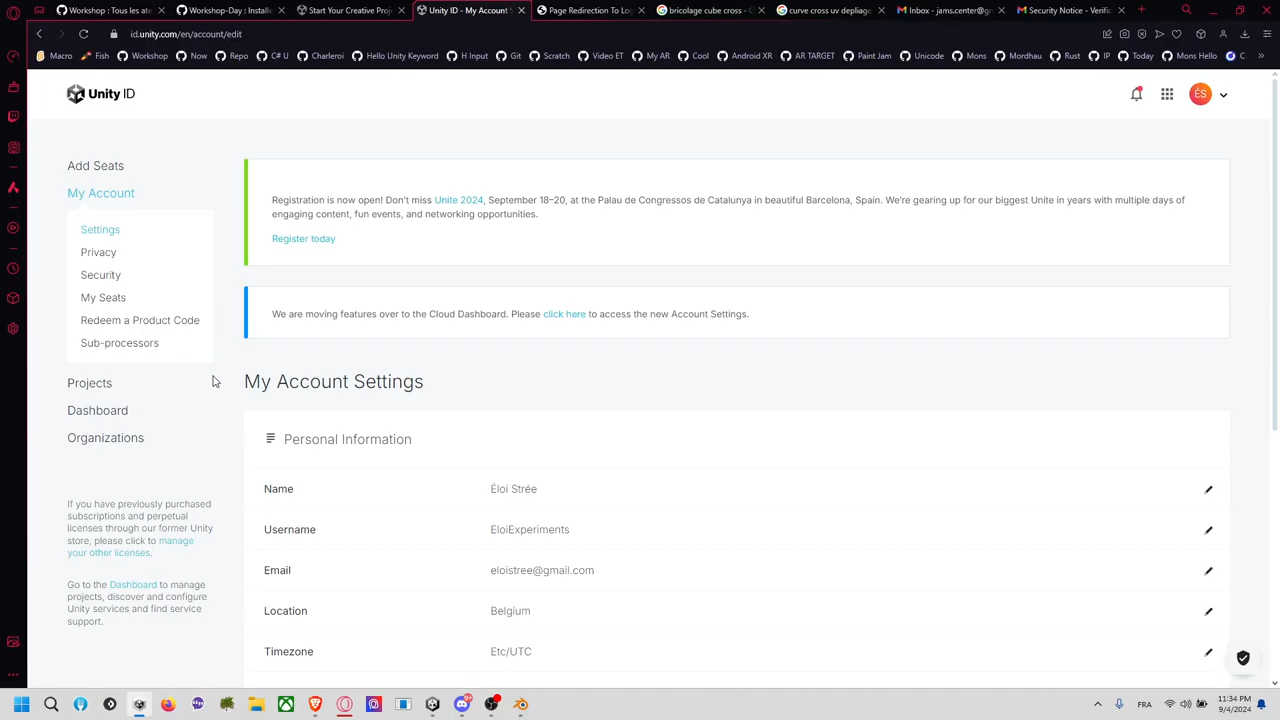 Workshop : Tous les at
Workshop-Day : Installe
Start Your Creative Proj
Unity ID - My Account S
Page Redirection To Log
bricolage cube cross - G
curve cross uv depliage
Inbox - jams.center@gm
Security Notice - Verific
id.unity.com/en/account/edit
Macro
Fish
Workshop
Now
Repo
C# U
Charleroi
Hello Unity Keyword
H Input
Git
Scratch
Video ET
My AR
Cool
Android XR
AR TARGET
Paint Jam
Unicode
Mons
Mordhau
Rust
IP
Today
Mons Hello
C
Unity ID
ÉS
Add Seats
My Account
Settings
Privacy
Security
My Seats
Redeem a Product Code
Sub-processors
Projects
Dashboard
Organizations
If you have previously purchased
subscriptions and perpetual
licenses through our former Unity
store, please click to manage
your other licenses.
Go to the Dashboard to manage
projects, discover and configure
Unity services and find service
support.
Registration is now open! Don't miss Unite 2024, September 18–20, at the Palau de Congressos de Catalunya in beautiful Barcelona, Spain. We're gearing up for our biggest Unite in years with multiple days of
engaging content, fun events, and networking opportunities.
Register today
We are moving features over to the Cloud Dashboard. Please click here to access the new Account Settings.
My Account Settings
Personal Information
Name Éloi Strée
Username EloiExperiments
Email eloistree@gmail.com
Location Belgium
Timezone Etc/UTC
FRA
11:34 PM
9/4/2024